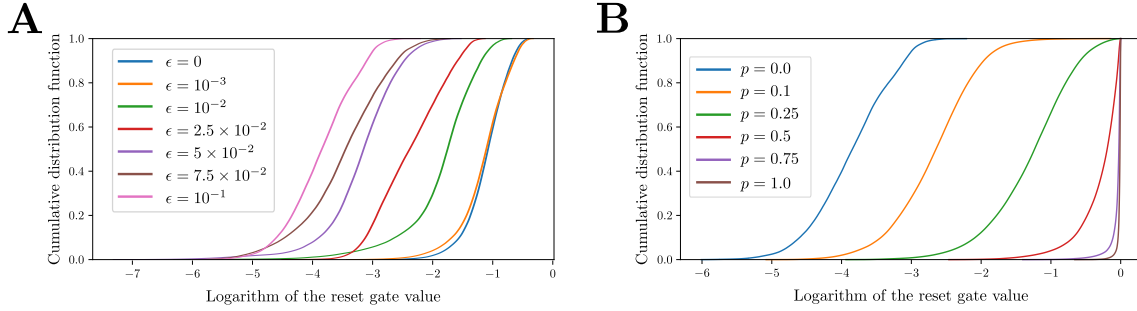 A
Cumulative distribution function
1.0
0.8
0.6
0.4
0.2
0.0
ϵ = 0
ϵ = 10⁻³
ϵ = 10⁻²
ϵ = 2.5 × 10⁻²
ϵ = 5 × 10⁻²
ϵ = 7.5 × 10⁻²
ϵ = 10⁻¹
−7 −6 −5 −4 −3 −2 −1 0
Logarithm of the reset gate value
B
Cumulative distribution function
1.0
0.8
0.6
0.4
0.2
0.0
p = 0.0
p = 0.1
p = 0.25
p = 0.5
p = 0.75
p = 1.0
−6 −5 −4 −3 −2 −1 0
Logarithm of the reset gate value